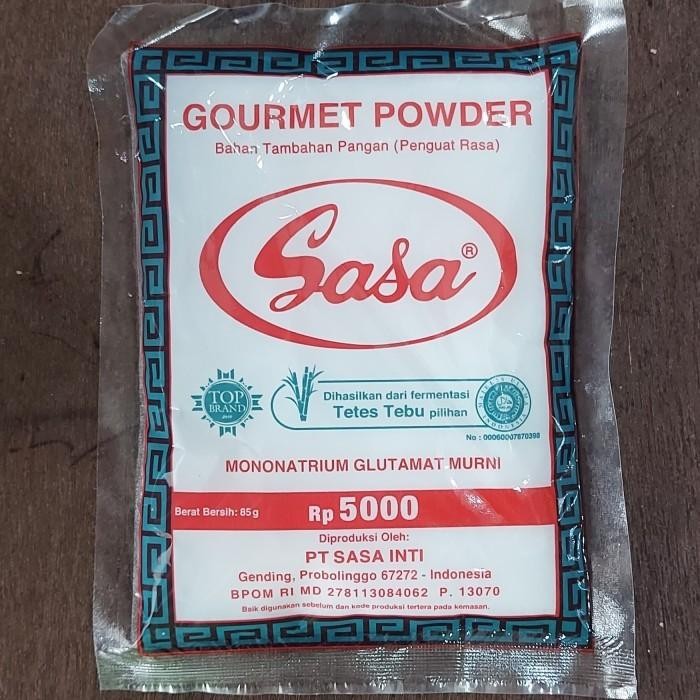 GOURMET POWDER
Bahan Tambahan Pangan (Penguat Rasa)
Sasa®
TOP
BRAND
Dihasilkan dari fermentasi
Tetes Tebu pilihan
No : 00060007870398
MONONATRIUM GLUTAMAT MURNI
Berat Bersih: 85g
Rp 5000
Diproduksi Oleh:
PT SASA INTI
Gending, Probolinggo 67272 - Indonesia
BPOM RI MD 278113084062 P. 13070
Baik digunakan sebelum dan kode produksi tertera pada kemasan.